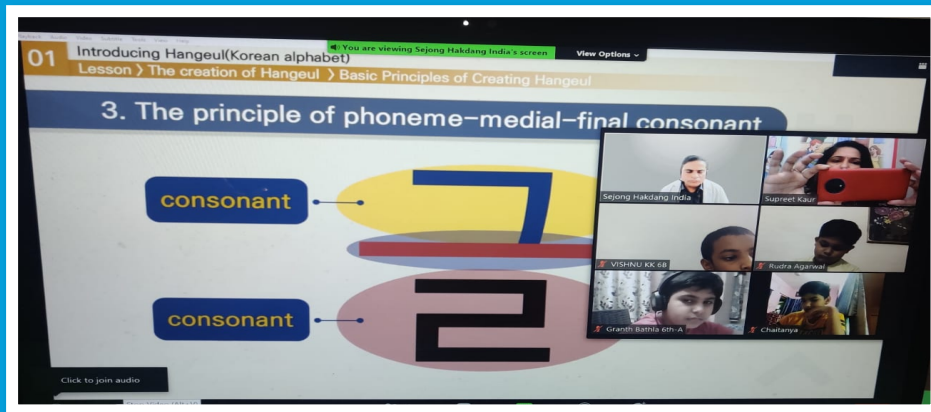 You are viewing Sejong Hakdang India's screen
View Options
01
Introducing Hangeul(Korean alphabet)
Lesson 〉 The creation of Hangeul 〉 Basic Principles of Creating Hangeul
3. The principle of phoneme-medial-final consonant
consonant
글
consonant
Sejong Hakdang India
Supreet Kaur
VISHNU KK 6B
Rudra Agarwal
Granth Bathla 6th-A
Chaitanya
Click to join audio